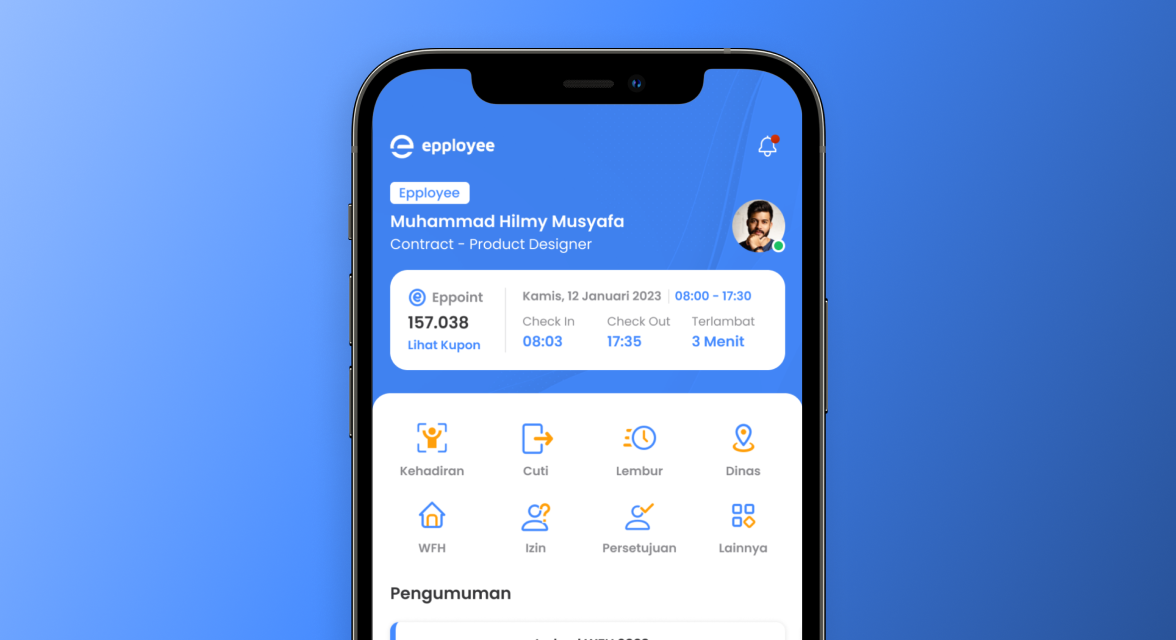 epployee
Epployee
Muhammad Hilmy Musyafa
Contract - Product Designer
Eppoint
157.038
Lihat Kupon
Kamis, 12 Januari 2023 08:00 - 17:30
Check In Check Out Terlambat
08:03 17:35 3 Menit
Kehadiran Cuti Lembur Dinas
WFH Izin Persetujuan Lainnya
Pengumuman